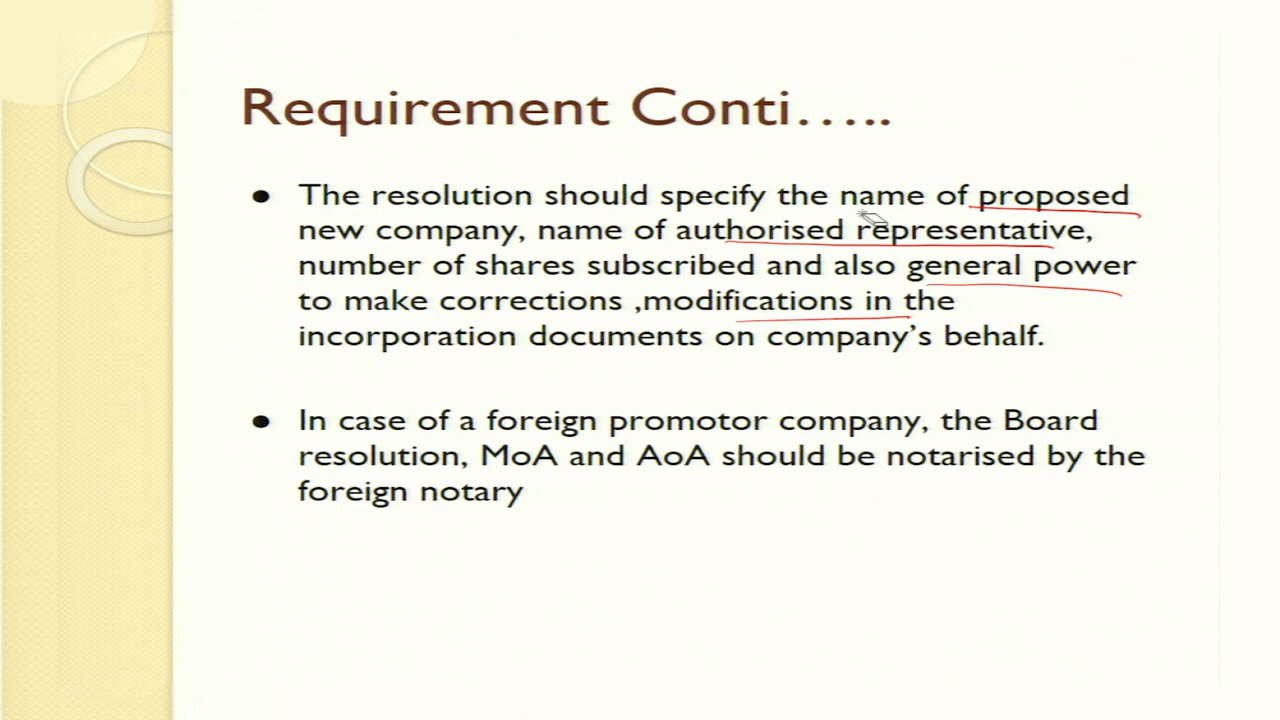 Requirement Conti…..
● The resolution should specify the name of proposed
new company, name of authorised representative,
number of shares subscribed and also general power
to make corrections ,modifications in the
incorporation documents on company's behalf.
● In case of a foreign promotor company, the Board
resolution, MoA and AoA should be notarised by the
foreign notary